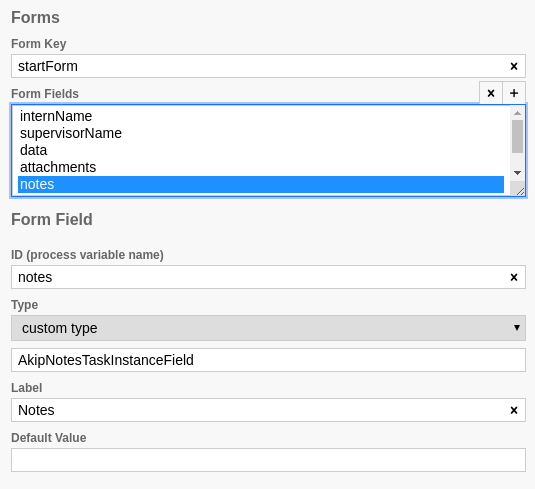 Forms
Form Key
startForm
Form Fields
internName
supervisorName
data
attachments
notes
Form Field
ID (process variable name)
notes
Type
custom type
AkipNotesTaskInstanceField
Label
Notes
Default Value